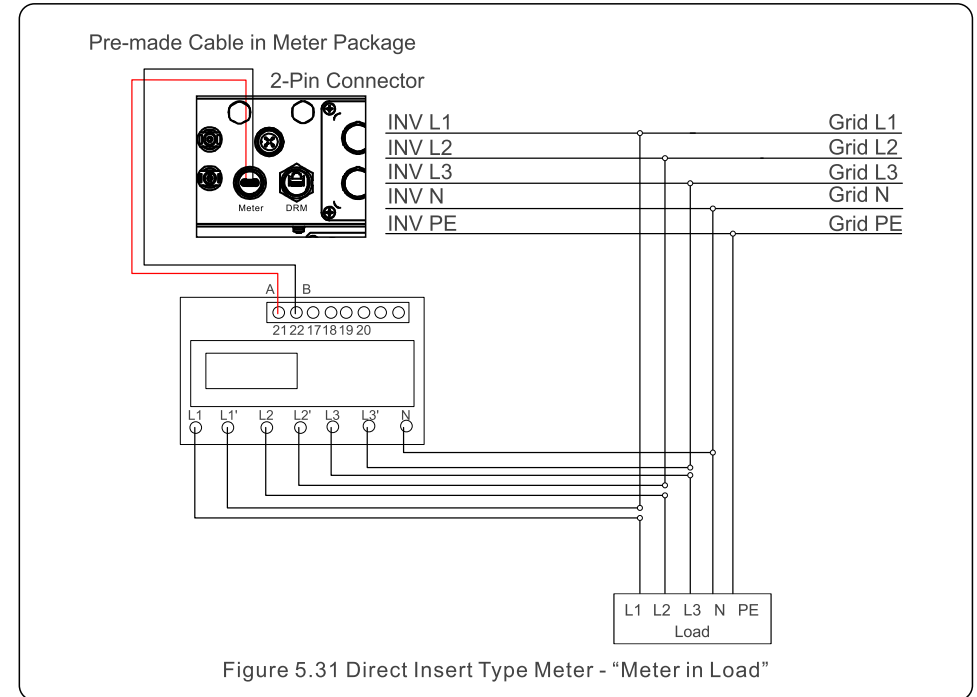 Pre-made Cable in Meter Package
2-Pin Connector
INV L1 Grid L1
INV L2 Grid L2
INV L3 Grid L3
INV N Grid N
INV PE Grid PE
Meter DRM
A B
21 22 17 18 19 20
L1 L1' L2 L2' L3 L3' N
L1 L2 L3 N PE
Load
Figure 5.31 Direct Insert Type Meter - “Meter in Load”